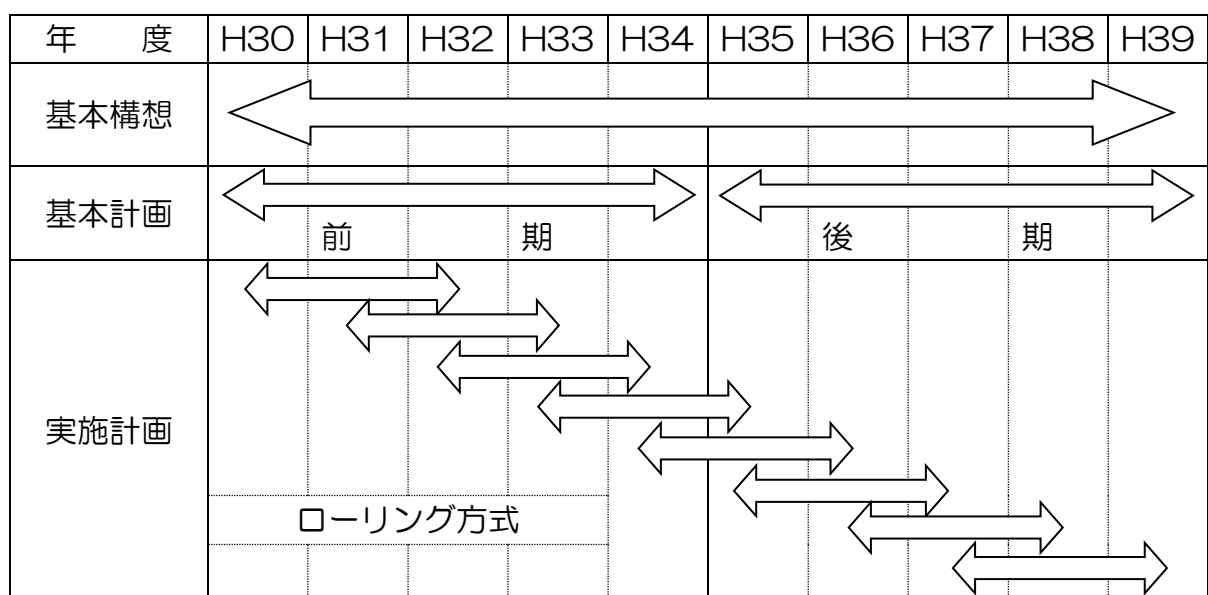 年　度 H30 H31 H32 H33 H34 H35 H36 H37 H38 H39
基本構想
基本計画
前　期 後　期
実施計画
ローリング方式